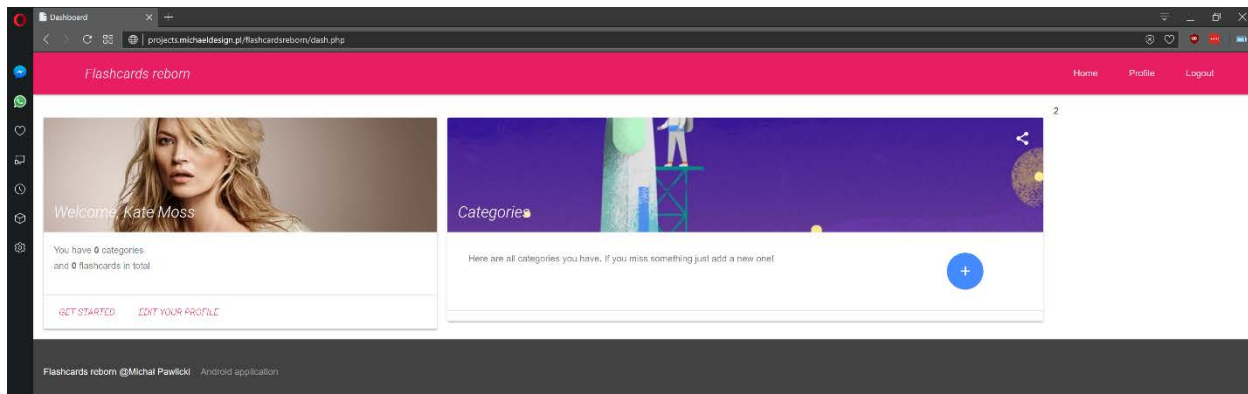 Dashboard
projects.michaeldesign.pl/flashcardsreborn/dash.php
Flashcards reborn
Home Profile Logout
2
Welcome, Kate Moss
Categories
You have 0 categories
and 0 flashcards in total
Here are all categories you have. If you miss something just add a new one!
+
GET STARTED EDIT YOUR PROFILE
Flashcards reborn @Michał Pawlicki Android application